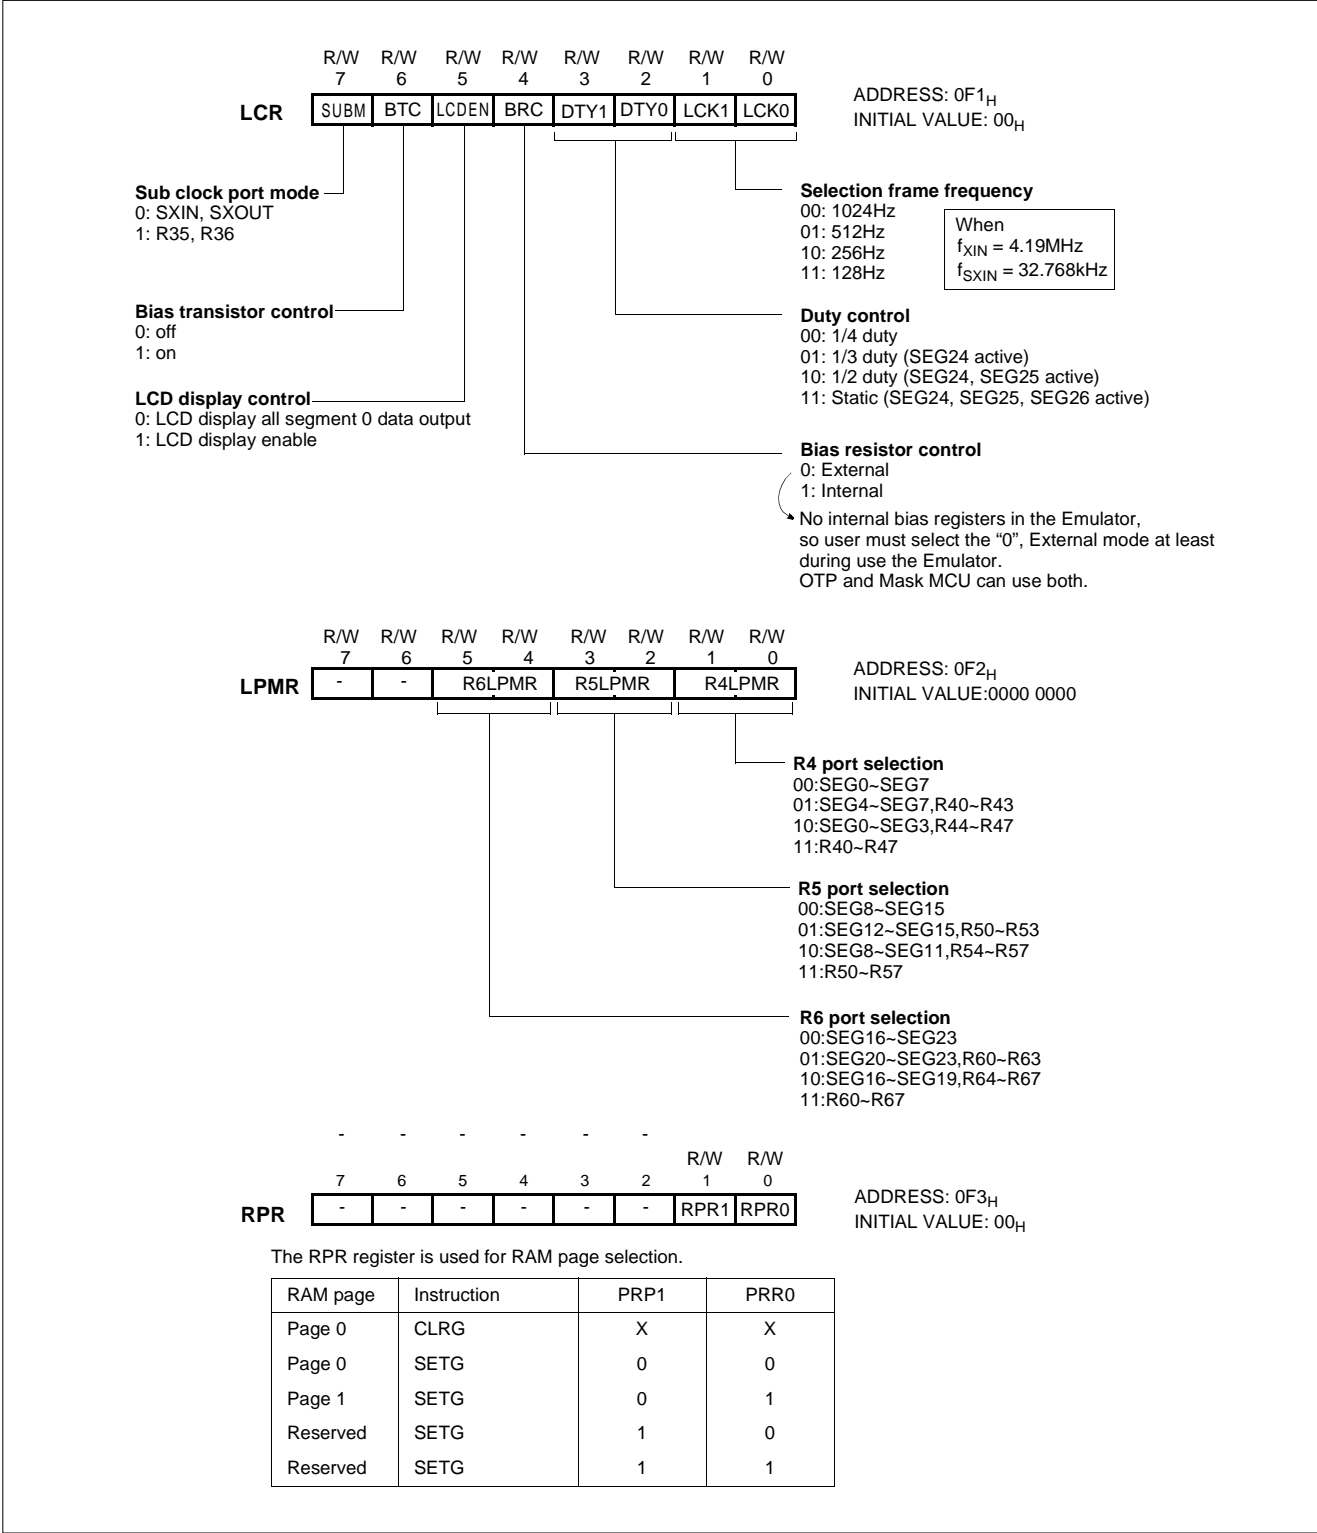 R/W R/W R/W R/W R/W R/W R/W R/W
7 6 5 4 3 2 1 0
LCR SUBM BTC LCDEN BRC DTY1 DTY0 LCK1 LCK0
ADDRESS: 0F1H
INITIAL VALUE: 00H
Sub clock port mode
0: SXIN, SXOUT
1: R35, R36
Selection frame frequency
00: 1024Hz
01: 512Hz
10: 256Hz
11: 128Hz
When
fXIN = 4.19MHz
fSXIN = 32.768kHz
Bias transistor control
0: off
1: on
Duty control
00: 1/4 duty
01: 1/3 duty (SEG24 active)
10: 1/2 duty (SEG24, SEG25 active)
11: Static (SEG24, SEG25, SEG26 active)
LCD display control
0: LCD display all segment 0 data output
1: LCD display enable
Bias resistor control
0: External
1: Internal
No internal bias registers in the Emulator,
so user must select the “0”, External mode at least
during use the Emulator.
OTP and Mask MCU can use both.
R/W R/W R/W R/W R/W R/W R/W R/W
7 6 5 4 3 2 1 0
LPMR - - R6LPMR R5LPMR R4LPMR
ADDRESS: 0F2H
INITIAL VALUE:0000 0000
R4 port selection
00:SEG0~SEG7
01:SEG4~SEG7,R40~R43
10:SEG0~SEG3,R44~R47
11:R40~R47
R5 port selection
00:SEG8~SEG15
01:SEG12~SEG15,R50~R53
10:SEG8~SEG11,R54~R57
11:R50~R57
R6 port selection
00:SEG16~SEG23
01:SEG20~SEG23,R60~R63
10:SEG16~SEG19,R64~R67
11:R60~R67
- - - - - -
R/W R/W
7 6 5 4 3 2 1 0
RPR - - - - - - RPR1 RPR0
ADDRESS: 0F3H
INITIAL VALUE: 00H
The RPR register is used for RAM page selection.
RAM page Instruction PRP1 PRR0
Page 0 CLRG X X
Page 0 SETG 0 0
Page 1 SETG 0 1
Reserved SETG 1 0
Reserved SETG 1 1